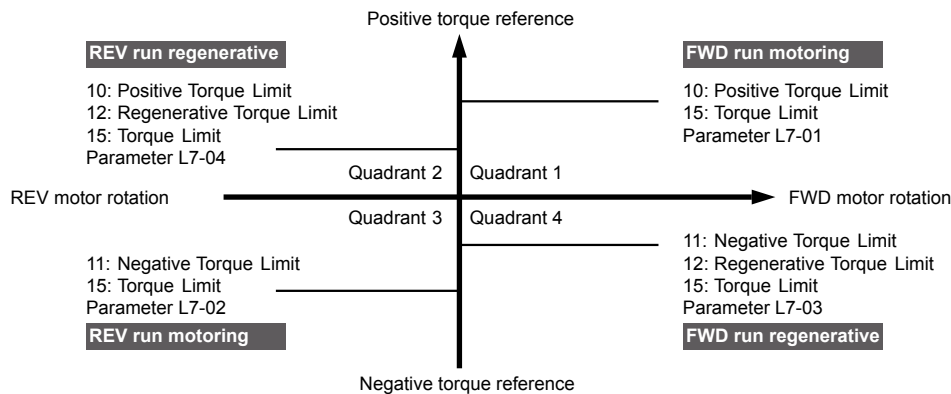 Positive torque reference
REV run regenerative
10: Positive Torque Limit
12: Regenerative Torque Limit
15: Torque Limit
Parameter L7-04
FWD run motoring
10: Positive Torque Limit
15: Torque Limit
Parameter L7-01
Quadrant 2
Quadrant 1
REV motor rotation
FWD motor rotation
Quadrant 3
Quadrant 4
11: Negative Torque Limit
15: Torque Limit
Parameter L7-02
REV run motoring
11: Negative Torque Limit
12: Regenerative Torque Limit
15: Torque Limit
Parameter L7-03
FWD run regenerative
Negative torque reference